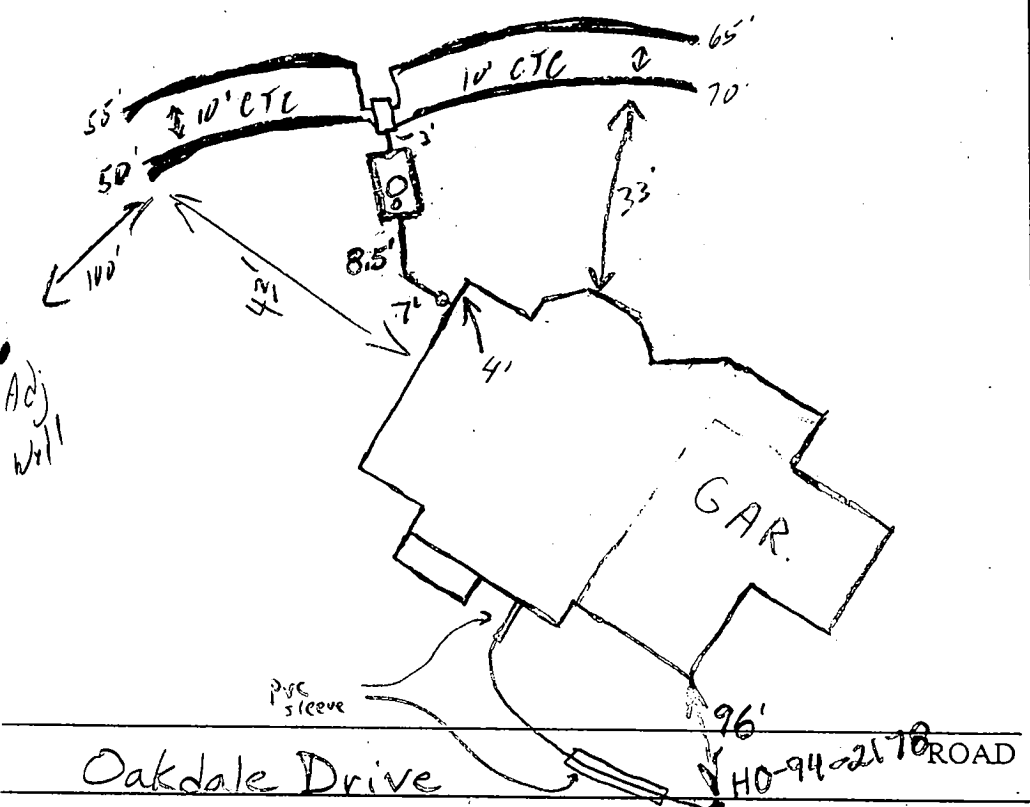 65'
10' CTC
70'
55'
10' CTC
50'
3'
33'
8.5'
100'
42'
7'
4'
Adj
Well
GAR.
PVC
sleeve
96'
HO-94-2178 ROAD
Oakdale Drive